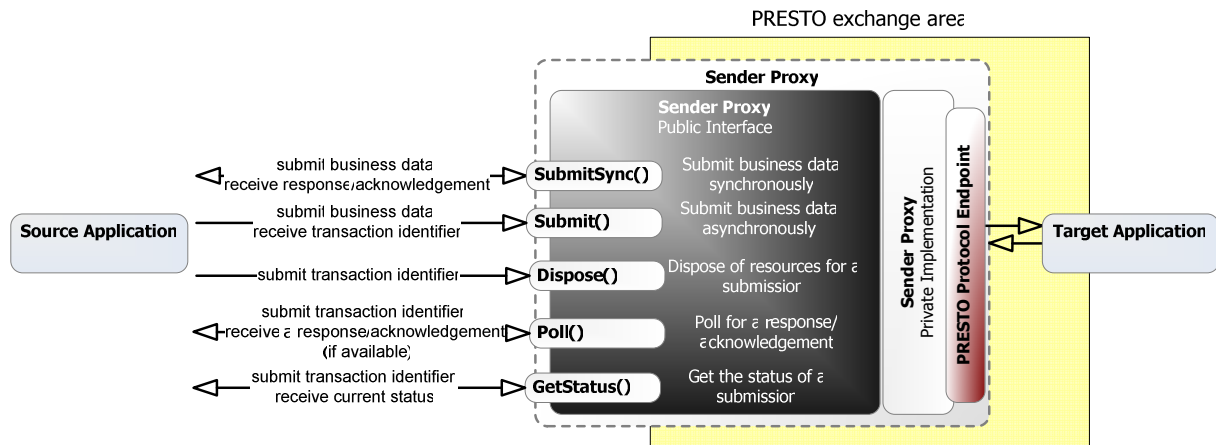 PRESTO exchange area
Sender Proxy
Sender Proxy
Public Interface
submit business data
receive response/acknowledgement
SubmitSync()
Submit business data
synchronously
submit business data
receive transaction identifier
Submit()
Submit business data
asynchronously
Source Application
submit transaction identifier
Dispose()
Dispose of resources for a
submission
submit transaction identifier
receive a response/acknowledgement
(if available)
Poll()
Poll for a response/
acknowledgement
submit transaction identifier
receive current status
GetStatus()
Get the status of a
submission
Sender Proxy
Private Implementation
PRESTO Protocol Endpoint
Target Application